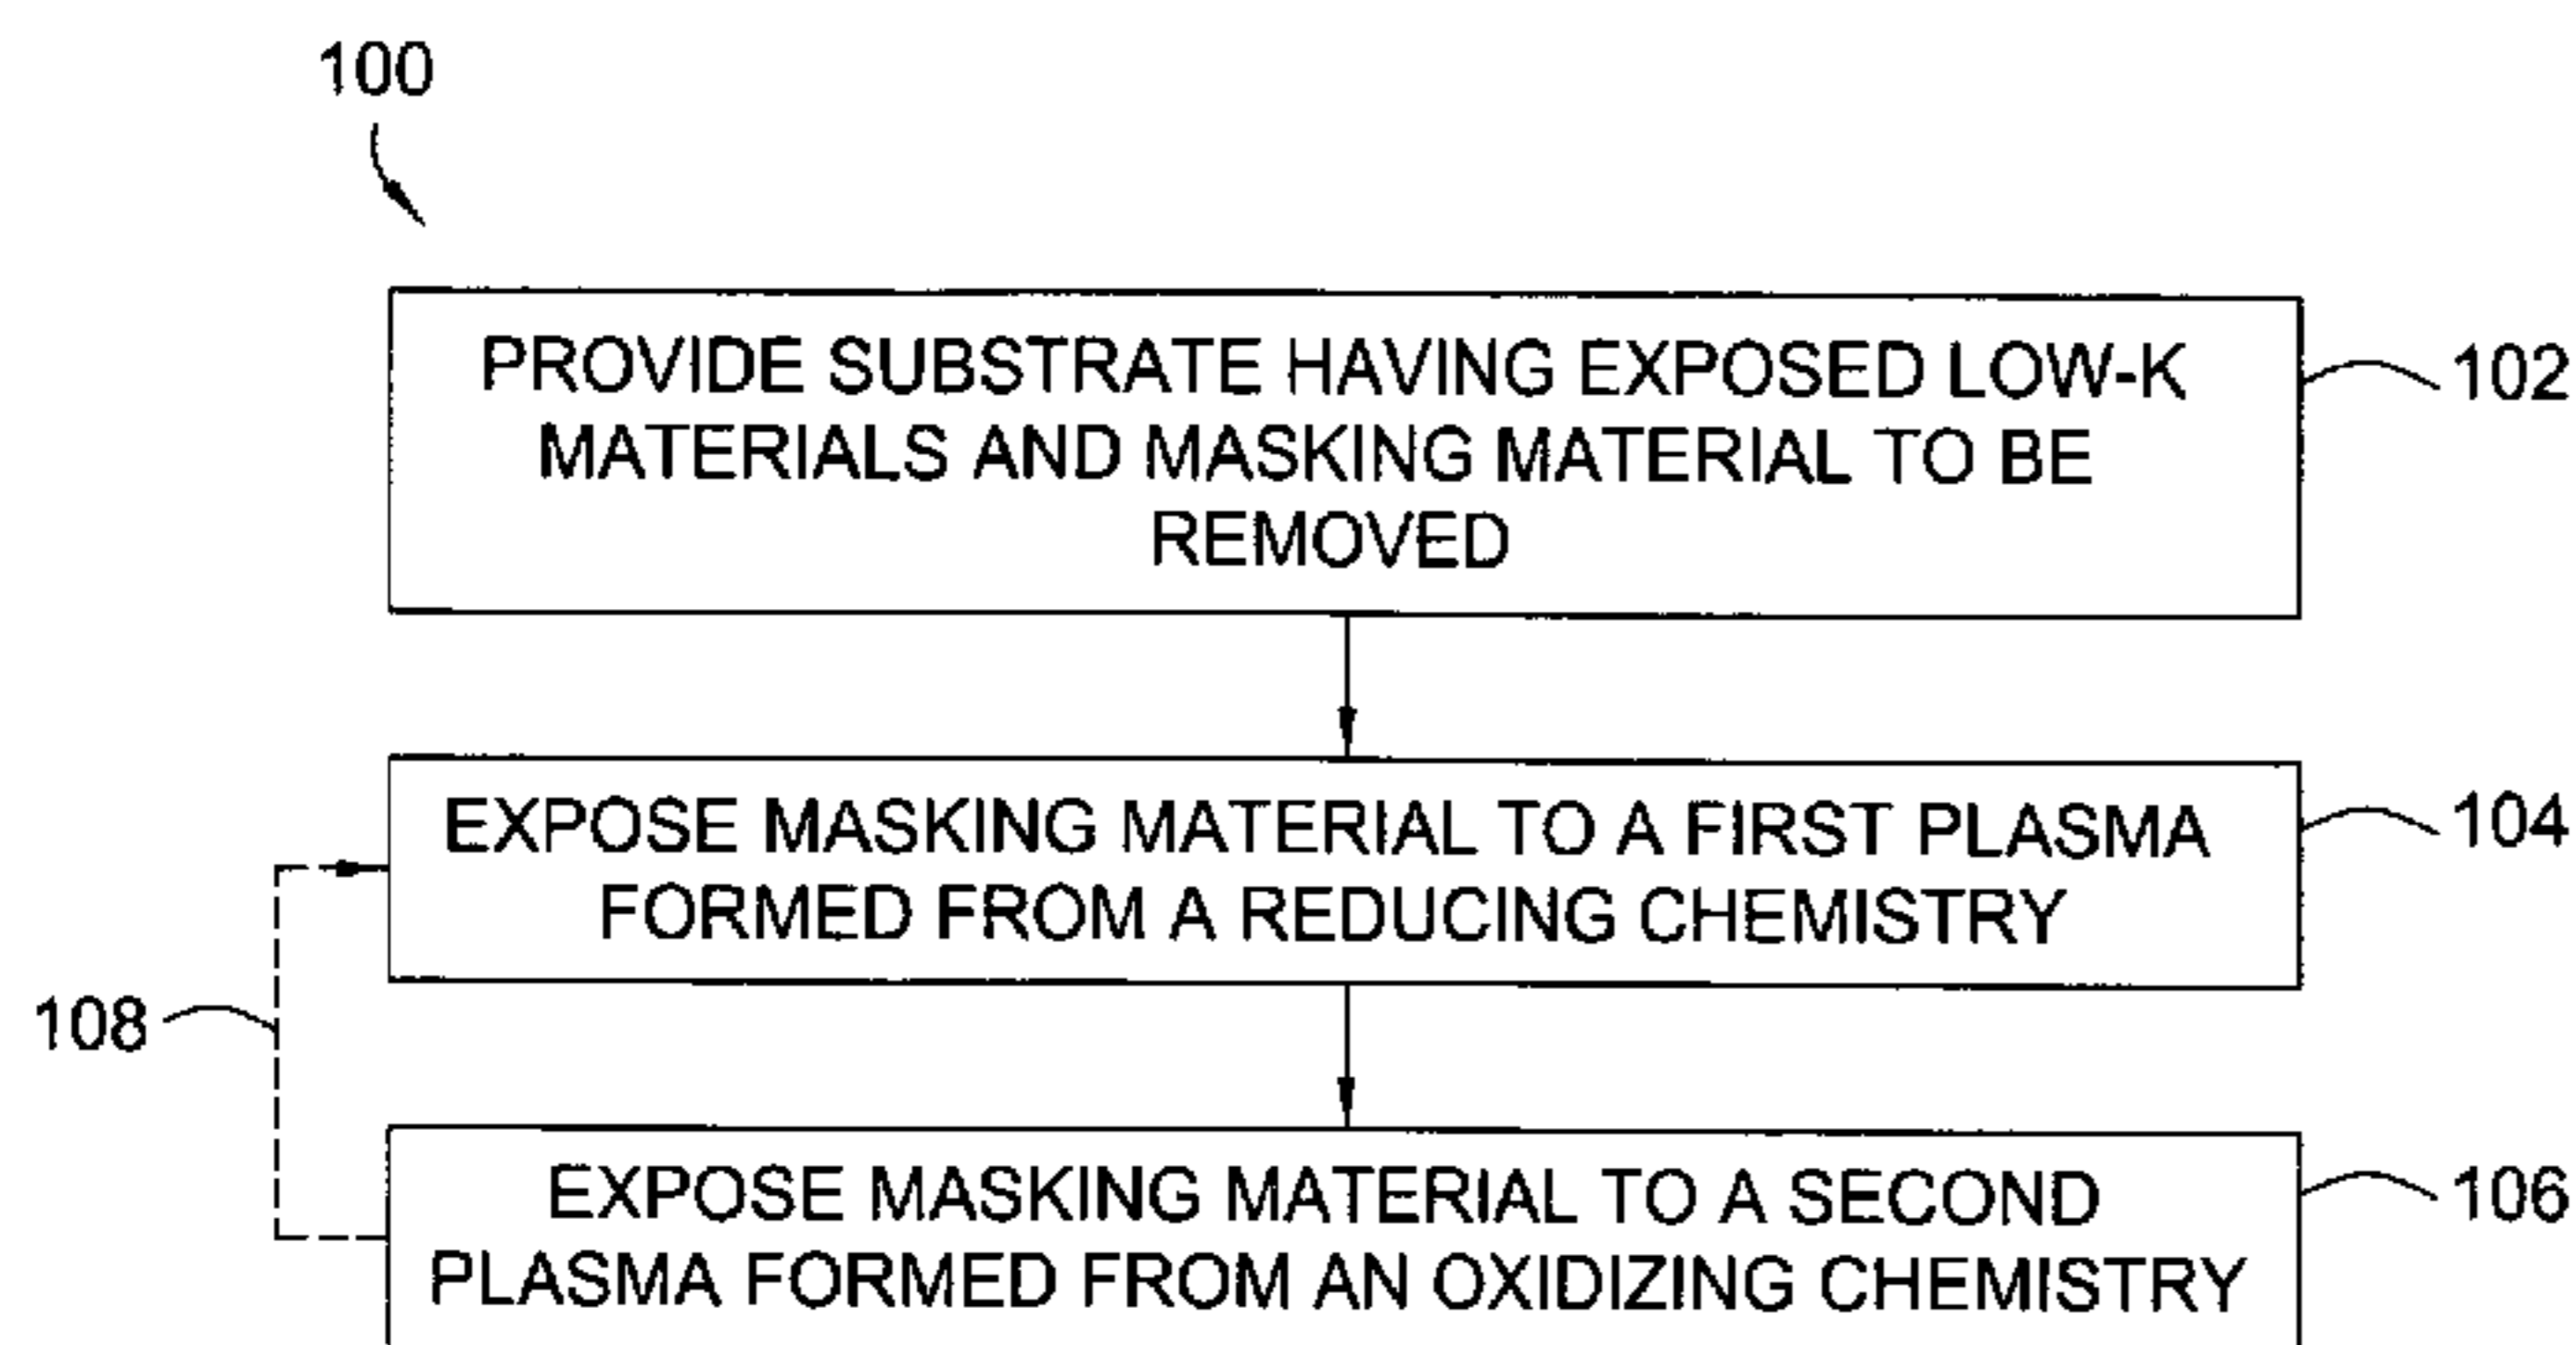 100
PROVIDE SUBSTRATE HAVING EXPOSED LOW-K
MATERIALS AND MASKING MATERIAL TO BE
REMOVED
102
EXPOSE MASKING MATERIAL TO A FIRST PLASMA
FORMED FROM A REDUCING CHEMISTRY
104
108
EXPOSE MASKING MATERIAL TO A SECOND
PLASMA FORMED FROM AN OXIDIZING CHEMISTRY
106